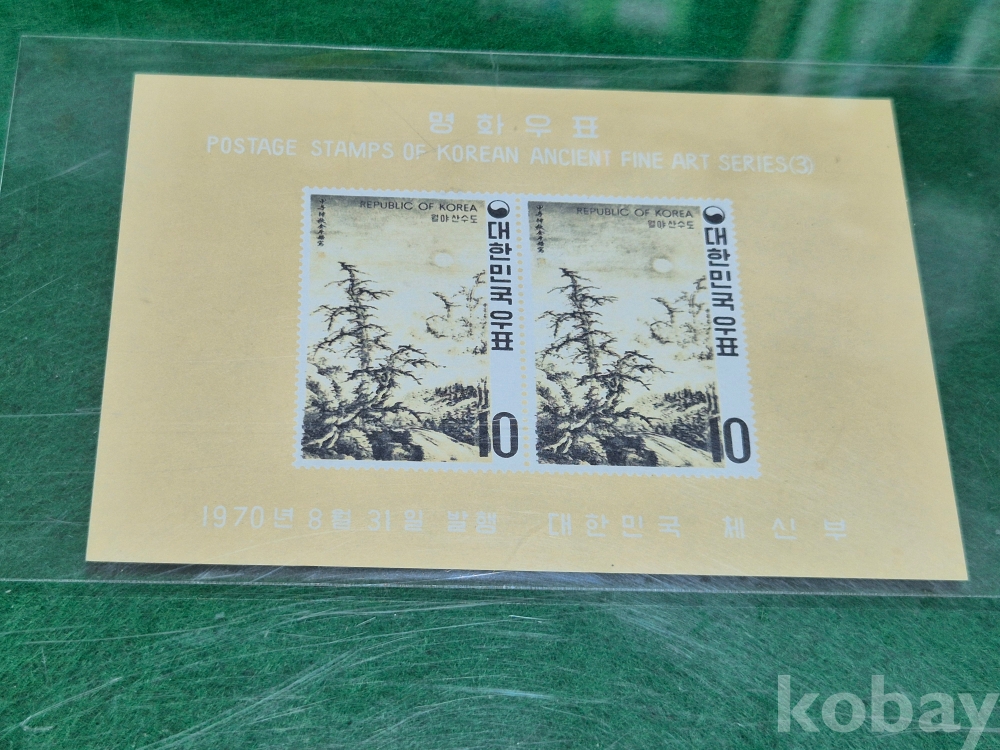 명화우표
POSTAGE STAMPS OF KOREAN ANCIENT FINE ART SERIES(3)
REPUBLIC OF KOREA
월야산수도
대한민국우표
10
REPUBLIC OF KOREA
월야산수도
대한민국우표
10
1970년 8월 31일 발행 대한민국 체신부
kobay